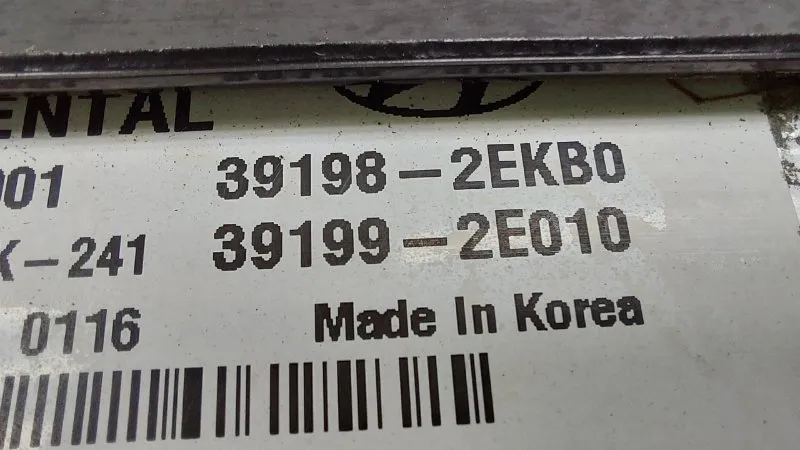 ENTAL
001 39198-2EKB0
K-241 39199-2E010
0116 Made In Korea